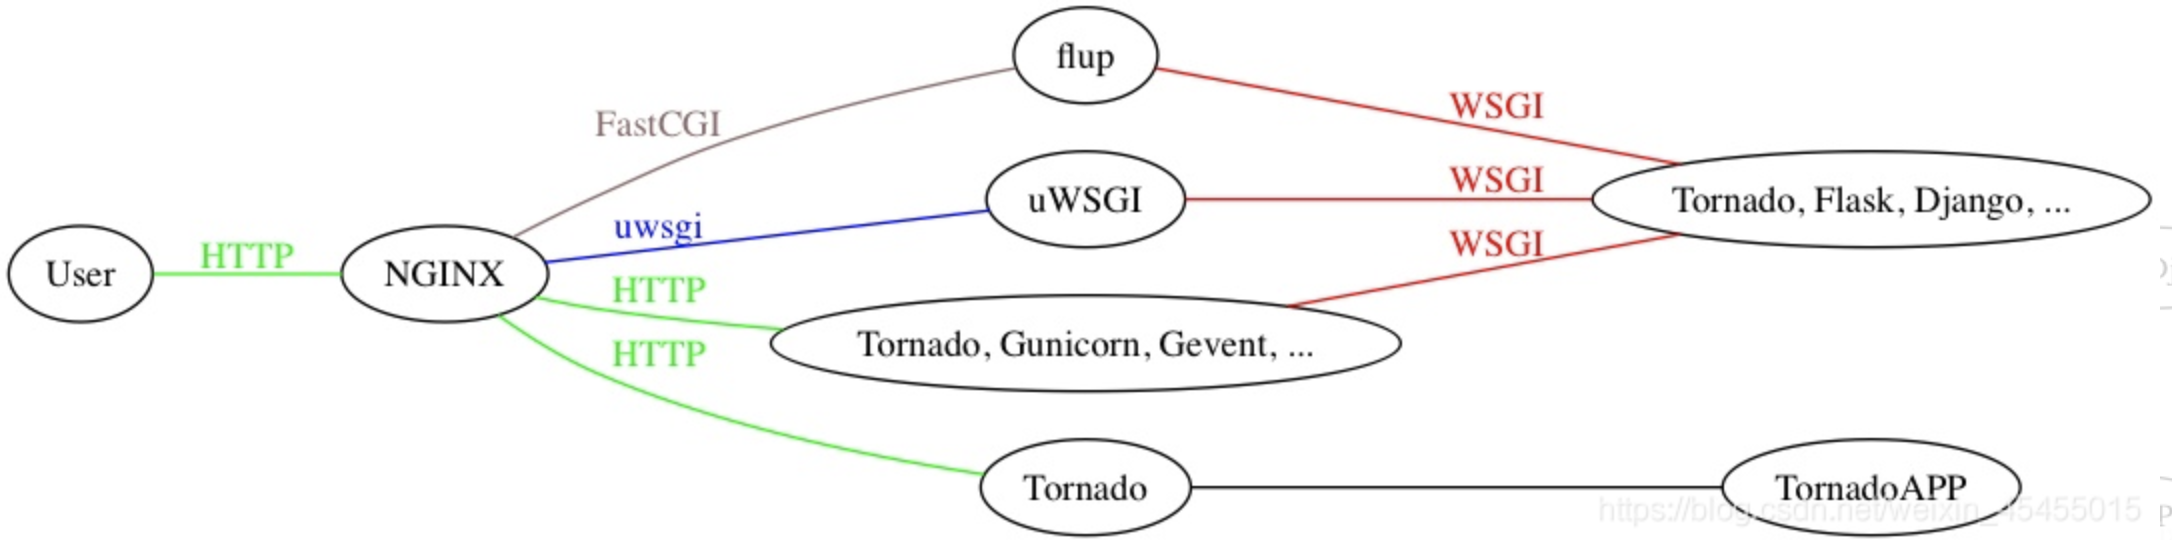 flup
FastCGI
WSGI
uWSGI
WSGI
Tornado, Flask, Django, ...
uwsgi
User
HTTP
NGINX
WSGI
HTTP
Tornado, Gunicorn, Gevent, ...
HTTP
Tornado
TornadoAPP
https://blog.csdn.net/weixin_45455015